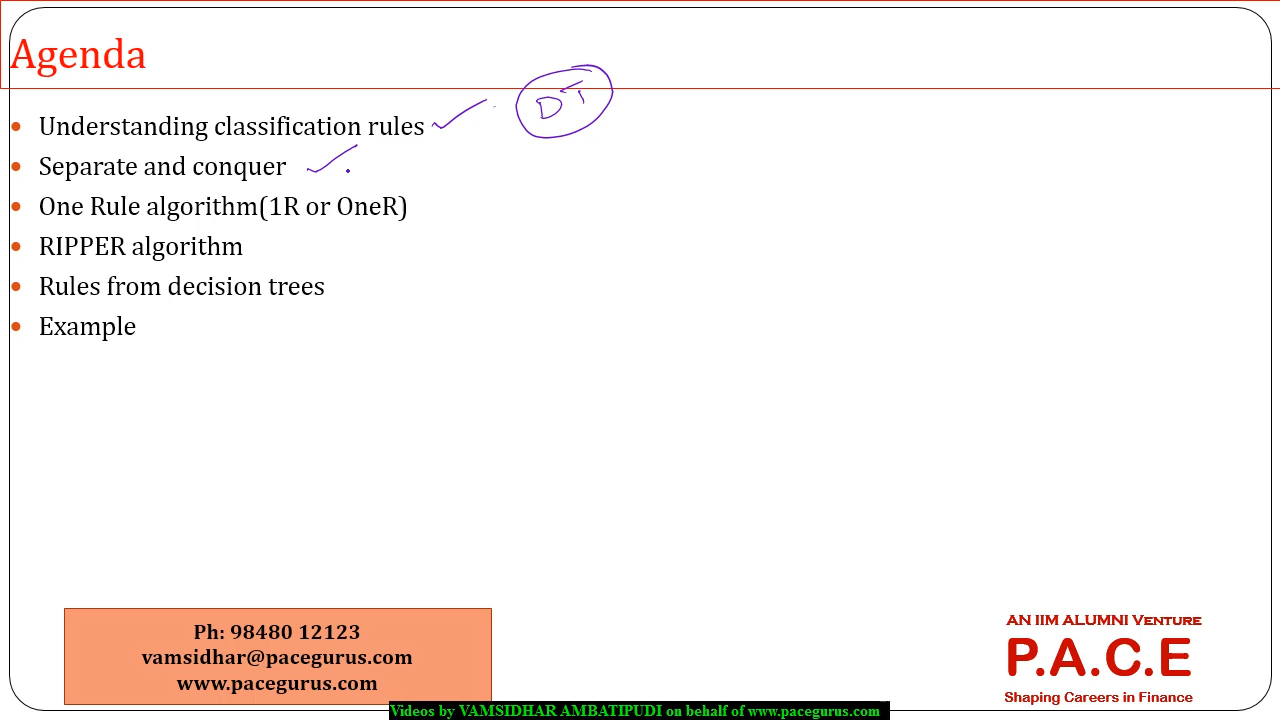 Agenda
DT
• Understanding classification rules
• Separate and conquer
• One Rule algorithm(1R or OneR)
• RIPPER algorithm
• Rules from decision trees
• Example
Ph: 98480 12123
vamsidhar@pacegurus.com
www.pacegurus.com
AN IIM ALUMNI VENTURE
P.A.C.E
Shaping Careers in Finance
Videos by VAMSIDHAR AMBATIPUDI on behalf of www.pacegurus.com